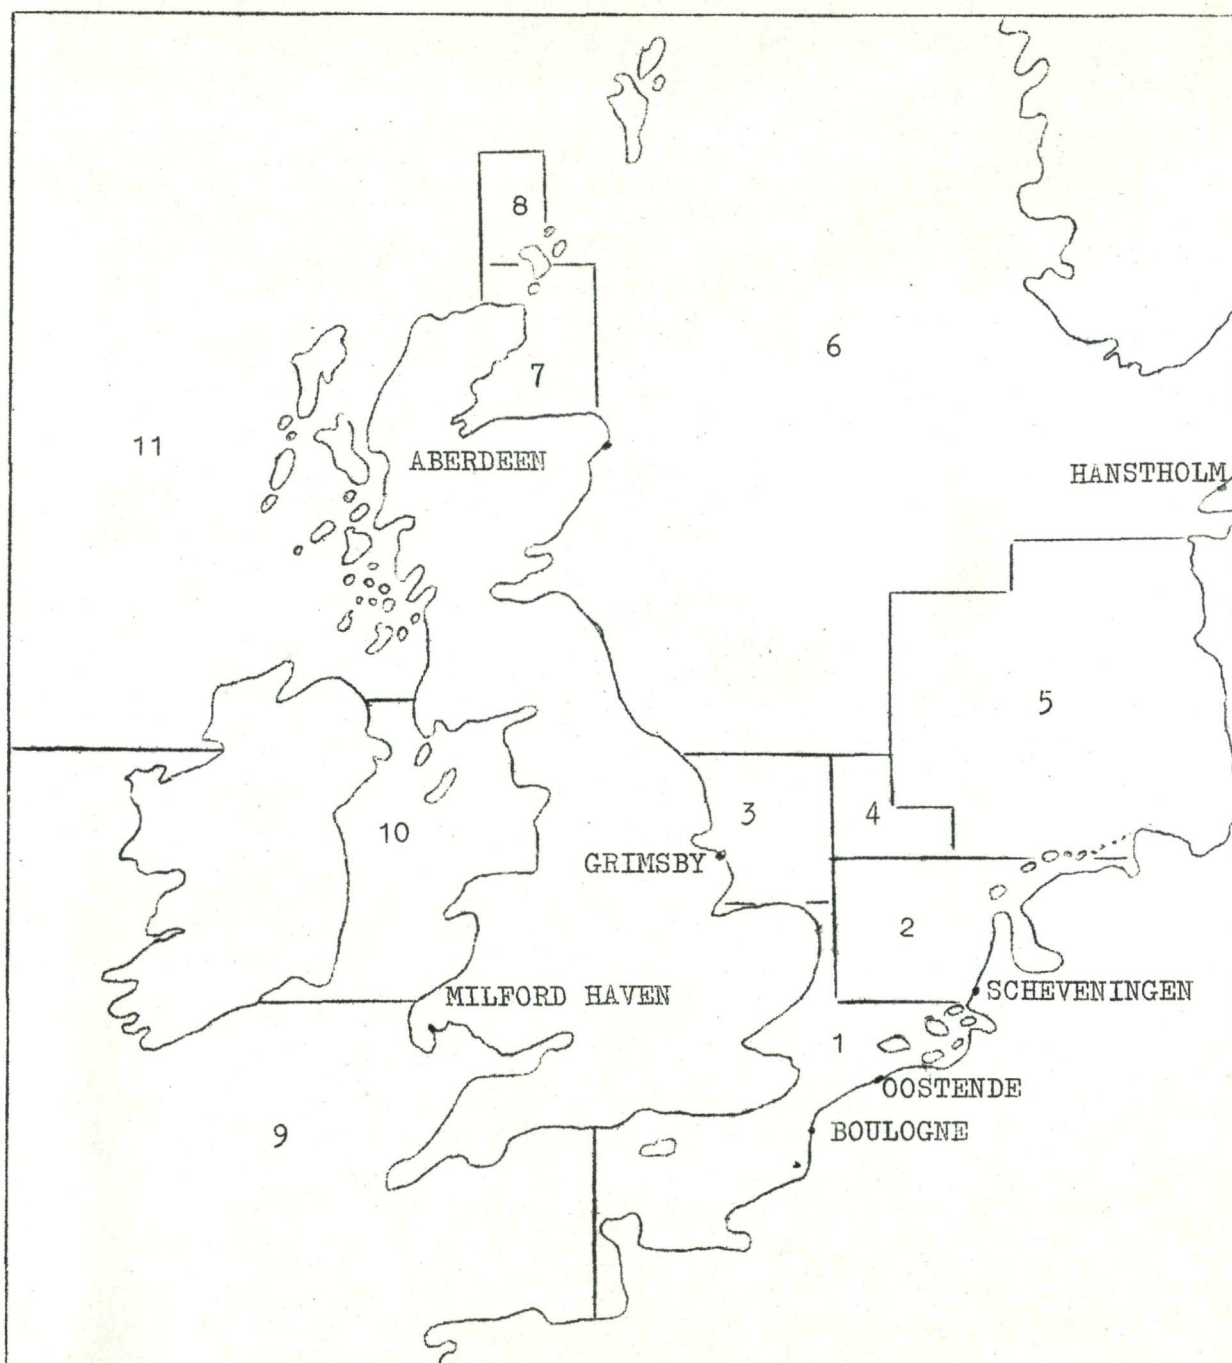 8
6
7
11
ABERDEEN
HANSTHOLM
5
3
4
10
GRIMSBY
2
MILFORD HAVEN
SCHEVENINGEN
1
OOSTENDE
9
BOULOGNE